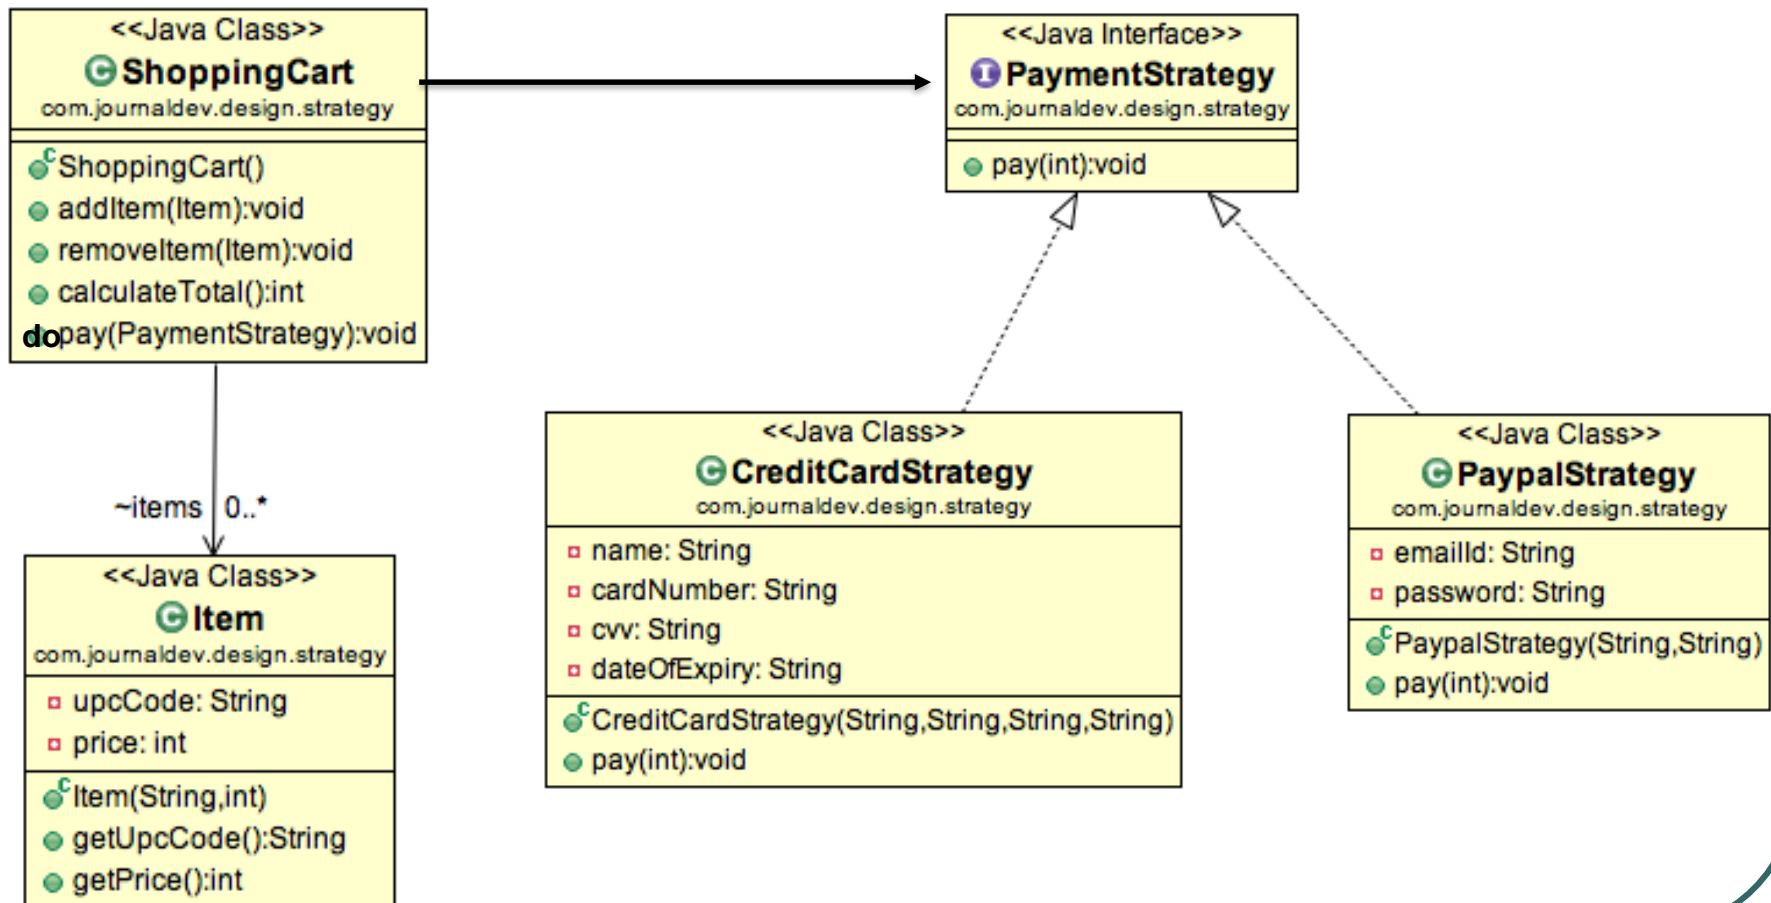 <<Java Class>>
C ShoppingCart
com.journaldev.design.strategy
c ShoppingCart()
addItem(Item):void
removeItem(Item):void
calculateTotal():int
dopay(PaymentStrategy):void
~items 0..*
<<Java Class>>
C Item
com.journaldev.design.strategy
upcCode: String
price: int
c Item(String,int)
getUpcCode():String
getPrice():int
<<Java Interface>>
I PaymentStrategy
com.journaldev.design.strategy
pay(int):void
<<Java Class>>
C CreditCardStrategy
com.journaldev.design.strategy
name: String
cardNumber: String
cvv: String
dateOfExpiry: String
c CreditCardStrategy(String,String,String,String)
pay(int):void
<<Java Class>>
C PaypalStrategy
com.journaldev.design.strategy
emailId: String
password: String
c PaypalStrategy(String,String)
pay(int):void